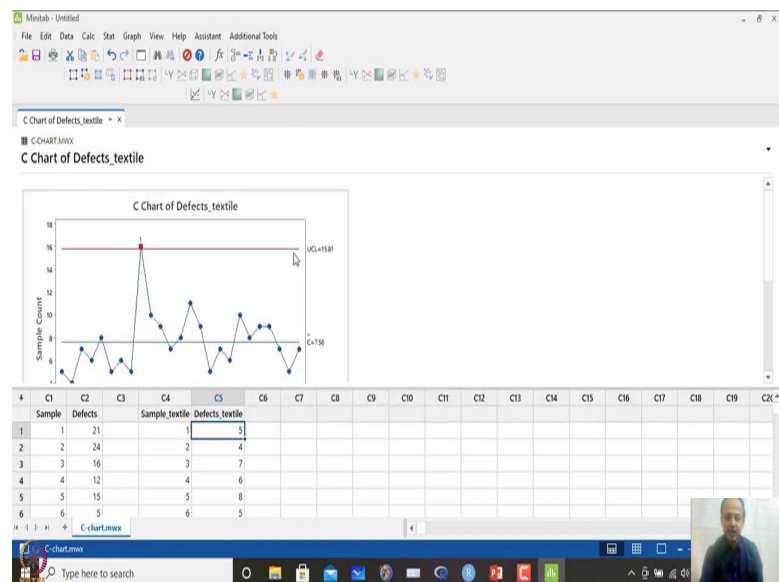 Minitab - Untitled
File Edit Data Calc Stat Graph View Help Assistant Additional Tools
C Chart of Defects_textile
C-CHART.MWX
C Chart of Defects_textile
C Chart of Defects_textile
18
1
16
UCL=15.81
14
12
10
8
C̄=7.56
6
Sample Count
C1 C2 C3 C4 C5 C6 C7 C8 C9 C10 C11 C12 C13 C14 C15 C16 C17 C18 C19 C20
Sample Defects Sample_textile Defects_textile
1 1 21 1 5
2 2 24 2 4
3 3 16 3 7
4 4 12 4 6
5 5 15 5 8
6 6 5 6 5
C-chart.mwx
C-chart.mwx
Type here to search